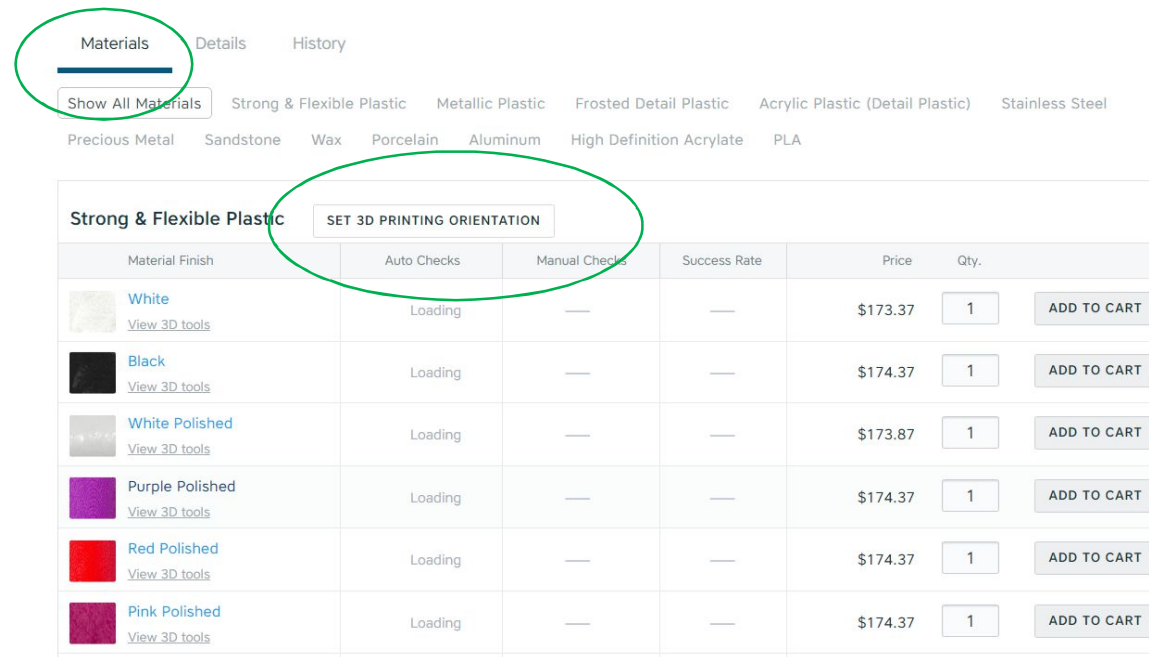 Materials Details History
Show All Materials Strong & Flexible Plastic Metallic Plastic Frosted Detail Plastic Acrylic Plastic (Detail Plastic) Stainless Steel
Precious Metal Sandstone Wax Porcelain Aluminum High Definition Acrylate PLA
Strong & Flexible Plastic SET 3D PRINTING ORIENTATION
Material Finish Auto Checks Manual Checks Success Rate Price Qty.
White
Loading — — $173.37 1 ADD TO CART
View 3D tools
Black
Loading — — $174.37 1 ADD TO CART
View 3D tools
White Polished
Loading — — $173.87 1 ADD TO CART
View 3D tools
Purple Polished
Loading — — $174.37 1 ADD TO CART
View 3D tools
Red Polished
Loading — — $174.37 1 ADD TO CART
View 3D tools
Pink Polished
Loading — — $174.37 1 ADD TO CART
View 3D tools